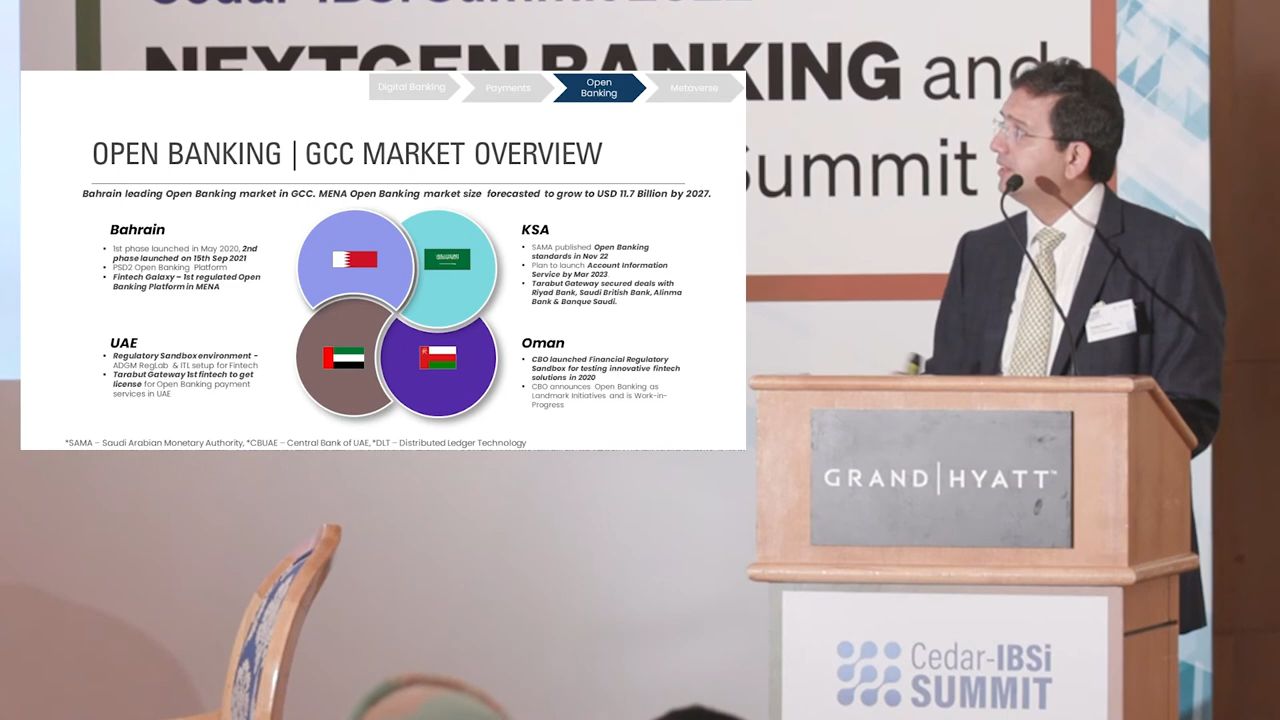 NEXTGEN BANKING and
Summit
Digital Banking
Payments
Open
Banking
Metaverse
OPEN BANKING | GCC MARKET OVERVIEW
Bahrain leading Open Banking market in GCC. MENA Open Banking market size forecasted to grow to USD 11.7 Billion by 2027.
Bahrain
• 1st phase launched in May 2020, 2nd
phase launched on 15th Sep 2021
• PSD2 Open Banking Platform
• Fintech Galaxy – 1st regulated Open
Banking Platform in MENA
KSA
• SAMA published Open Banking
standards in Nov 22
• Plan to launch Account Information
Service by Mar 2023
• Tarabut Gateway secured deals with
Riyad Bank, Saudi British Bank, Alinma
Bank & Banque Saudi.
UAE
• Regulatory Sandbox environment –
ADGM RegLab & ITL setup for Fintech
• Tarabut Gateway 1st fintech to get
license for Open Banking payment
services in UAE
Oman
• CBO launched Financial Regulatory
Sandbox for testing innovative fintech
solutions in 2020
• CBO announces Open Banking as
Landmark Initiatives and is Work-in-
Progress
*SAMA – Saudi Arabian Monetary Authority, *CBUAE – Central Bank of UAE, *DLT – Distributed Ledger Technology
GRAND|HYATT™
Cedar-IBSi
SUMMIT